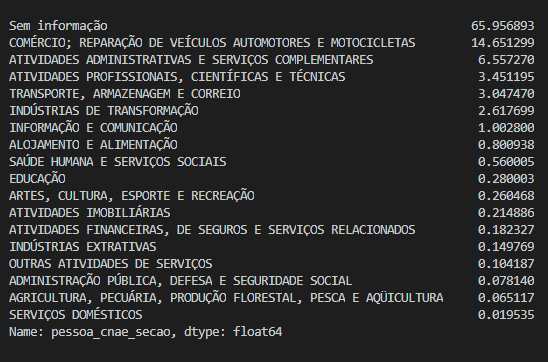 Sem informação 65.956893
COMÉRCIO; REPARAÇÃO DE VEÍCULOS AUTOMOTORES E MOTOCICLETAS 14.651299
ATIVIDADES ADMINISTRATIVAS E SERVIÇOS COMPLEMENTARES 6.557270
ATIVIDADES PROFISSIONAIS, CIENTÍFICAS E TÉCNICAS 3.451195
TRANSPORTE, ARMAZENAGEM E CORREIO 3.047470
INDÚSTRIAS DE TRANSFORMAÇÃO 2.617699
INFORMAÇÃO E COMUNICAÇÃO 1.002800
ALOJAMENTO E ALIMENTAÇÃO 0.800938
SAÚDE HUMANA E SERVIÇOS SOCIAIS 0.560005
EDUCAÇÃO 0.280003
ARTES, CULTURA, ESPORTE E RECREAÇÃO 0.260468
ATIVIDADES IMOBILIÁRIAS 0.214886
ATIVIDADES FINANCEIRAS, DE SEGUROS E SERVIÇOS RELACIONADOS 0.182327
INDÚSTRIAS EXTRATIVAS 0.149769
OUTRAS ATIVIDADES DE SERVIÇOS 0.104187
ADMINISTRAÇÃO PÚBLICA, DEFESA E SEGURIDADE SOCIAL 0.078140
AGRICULTURA, PECUÁRIA, PRODUÇÃO FLORESTAL, PESCA E AQÜICULTURA 0.065117
SERVIÇOS DOMÉSTICOS 0.019535
Name: pessoa_cnae_secao, dtype: float64